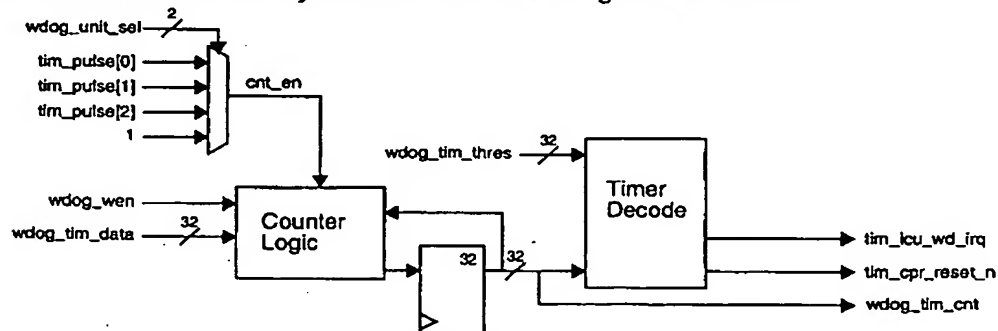 wdog_unit_sel
2
tim_pulse[0]
tim_pulse[1]
tim_pulse[2]
1
cnt_en
wdog_tim_thres
32
Timer
Decode
wdog_wen
wdog_tim_data
32
Counter
Logic
32
32
tim_icu_wd_irq
tim_cpr_reset_n
wdog_tim_cnt